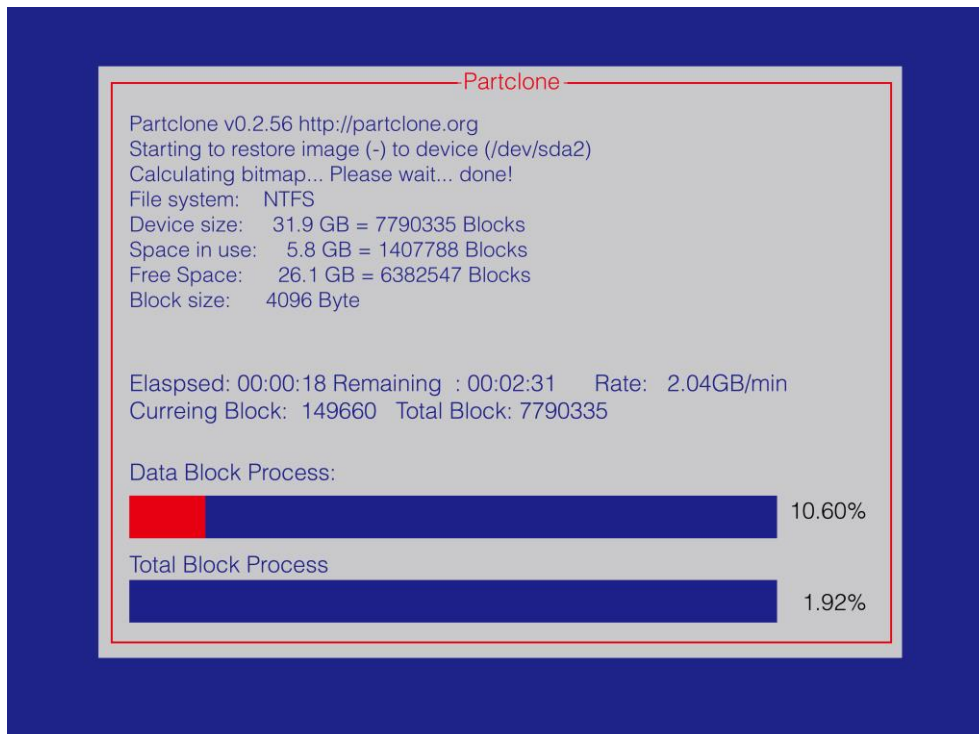 Partclone
Partclone v0.2.56 http://partclone.org
Starting to restore image (-) to device (/dev/sda2)
Calculating bitmap... Please wait... done!
File system: NTFS
Device size: 31.9 GB = 7790335 Blocks
Space in use: 5.8 GB = 1407788 Blocks
Free Space: 26.1 GB = 6382547 Blocks
Block size: 4096 Byte
Elaspsed: 00:00:18 Remaining : 00:02:31 Rate: 2.04GB/min
Curreing Block: 149660 Total Block: 7790335
Data Block Process:
10.60%
Total Block Process
1.92%